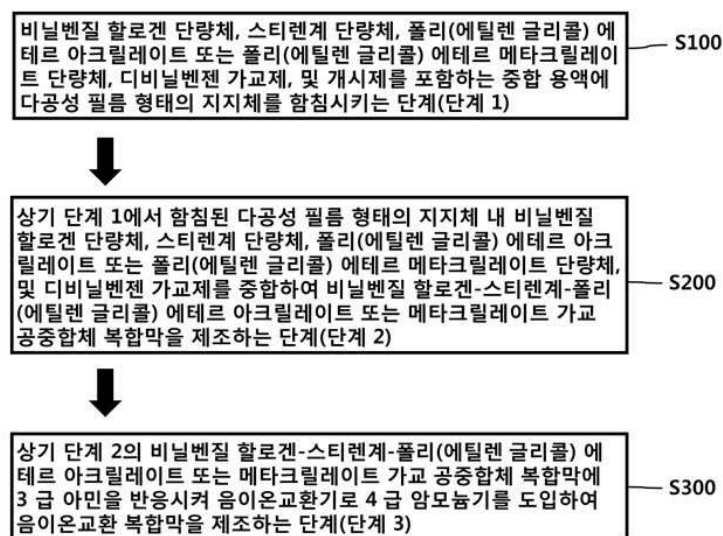 비닐벤질 할로겐 단량체, 스티렌계 단량체, 폴리(에틸렌 글리콜) 에
테르 아크릴레이트 또는 폴리(에틸렌 글리콜) 에테르 메타크릴레이
트 단량체, 디비닐벤젠 가교제, 및 개시제를 포함하는 중합 용액에
다공성 필름 형태의 지지체를 함침시키는 단계(단계 1)
S100
상기 단계 1에서 함침된 다공성 필름 형태의 지지체 내 비닐벤질
할로겐 단량체, 스티렌계 단량체, 폴리(에틸렌 글리콜) 에테르 아크
릴레이트 또는 폴리(에틸렌 글리콜) 에테르 메타크릴레이트 단량체,
및 디비닐벤젠 가교제를 중합하여 비닐벤질 할로겐-스티렌계-폴리
(에틸렌 글리콜) 에테르 아크릴레이트 또는 메타크릴레이트 가교
공중합체 복합막을 제조하는 단계(단계 2)
S200
상기 단계 2의 비닐벤질 할로겐-스티렌계-폴리(에틸렌 글리콜) 에
테르 아크릴레이트 또는 메타크릴레이트 가교 공중합체 복합막에
3 급 아민을 반응시켜 음이온교환기로 4 급 암모늄기를 도입하여
음이온교환 복합막을 제조하는 단계(단계 3)
S300